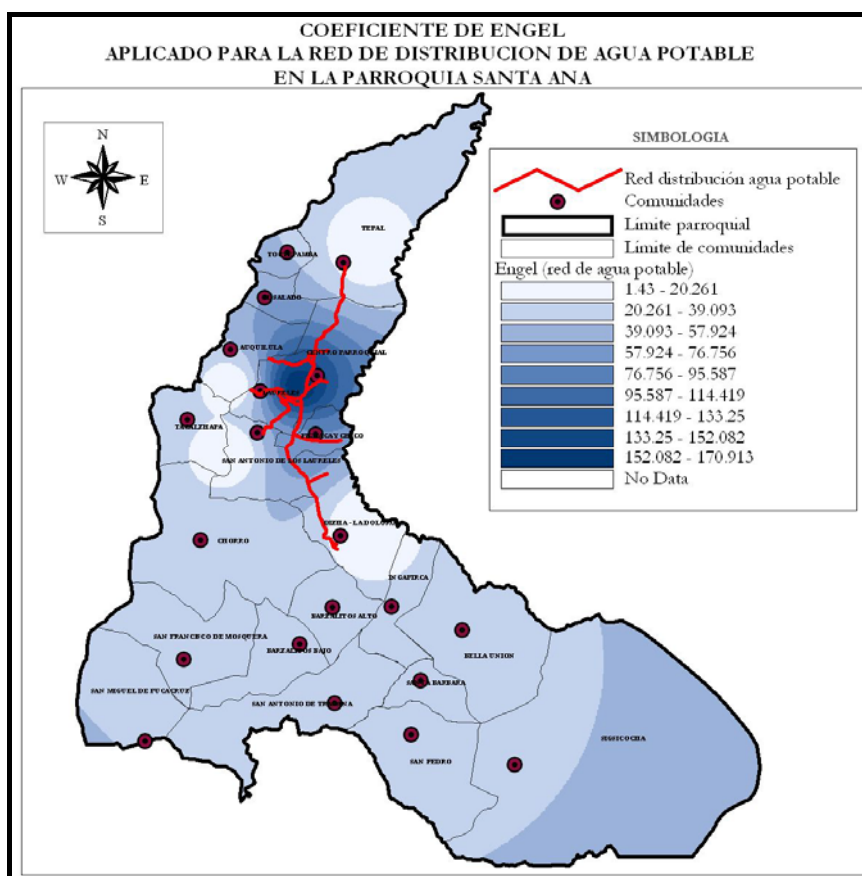 COEFICIENTE DE ENGEL
APLICADO PARA LA RED DE DISTRIBUCION DE AGUA POTABLE
EN LA PARROQUIA SANTA ANA
N
W E
S
SIMBOLOGIA
Red distribución agua potable
Comunidades
Límite parroquial
Límite de comunidades
Engel (red de agua potable)
1.43 - 20.261
20.261 - 39.093
39.093 - 57.924
57.924 - 76.756
76.756 - 95.587
95.587 - 114.419
114.419 - 133.25
133.25 - 152.082
152.082 - 170.913
No Data
TEPAL
SALADO
AUQUILULA
CENTRO PARROQUIAL
SAN ANTONIO DE LOS LAURELES
CHORRO
INGAPIRCA
BARZALITOS ALTO
SAN FRANCISCO DE MOSQUERA
BARZALITOS BAJO
BELLA UNION
SANTA BARBARA
SAN MIGUEL DE PUCACRUZ
SAN ANTONIO DE
SIGSICOCHA
SAN PEDRO